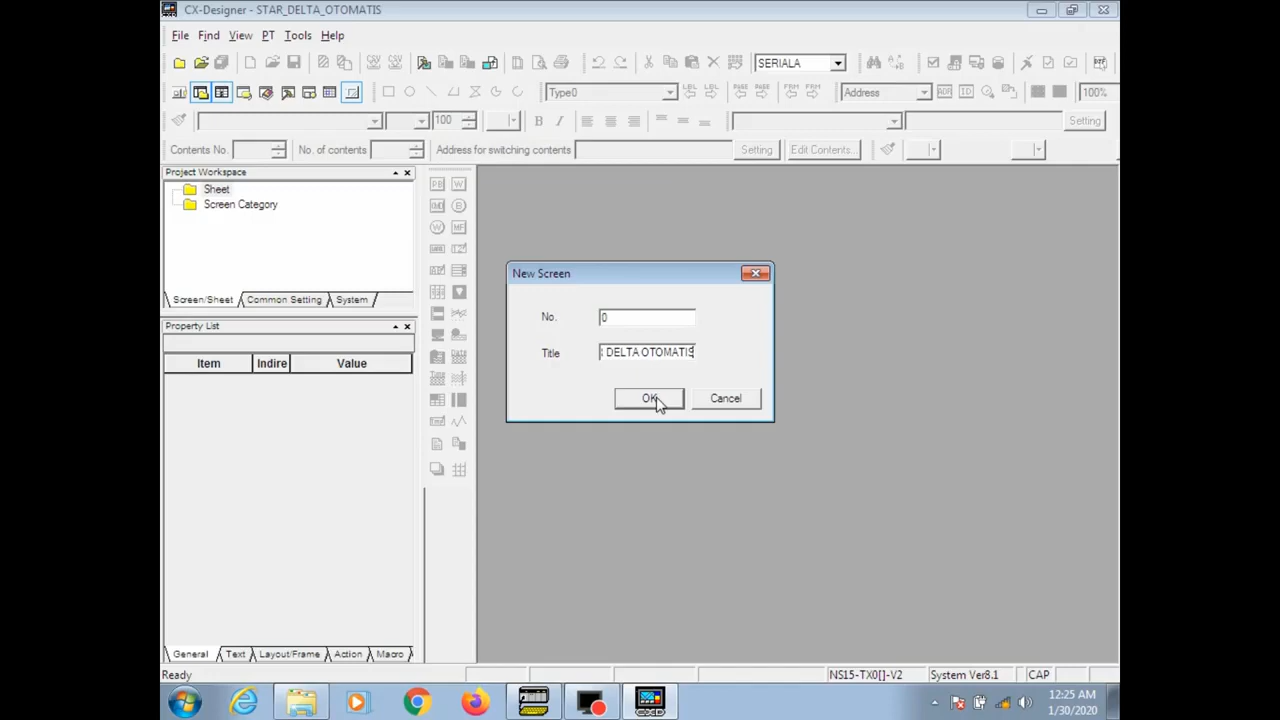 CX-Designer - STAR_DELTA_OTOMATIS
File Find View PT Tools Help
SERIALA
Type0 Address 100%
100 B I Setting
Contents No. No. of contents Address for switching contents Setting Edit Contents...
Project Workspace
Sheet
Screen Category
Screen/Sheet Common Setting System
Property List
Item Indire Value
New Screen
No. 0
Title DELTA OTOMATIS
OK Cancel
General Text Layout/Frame Action Macro
Ready NS15-TX0[]-V2 System Ver8.1 CAP
12:25 AM
1/30/2020